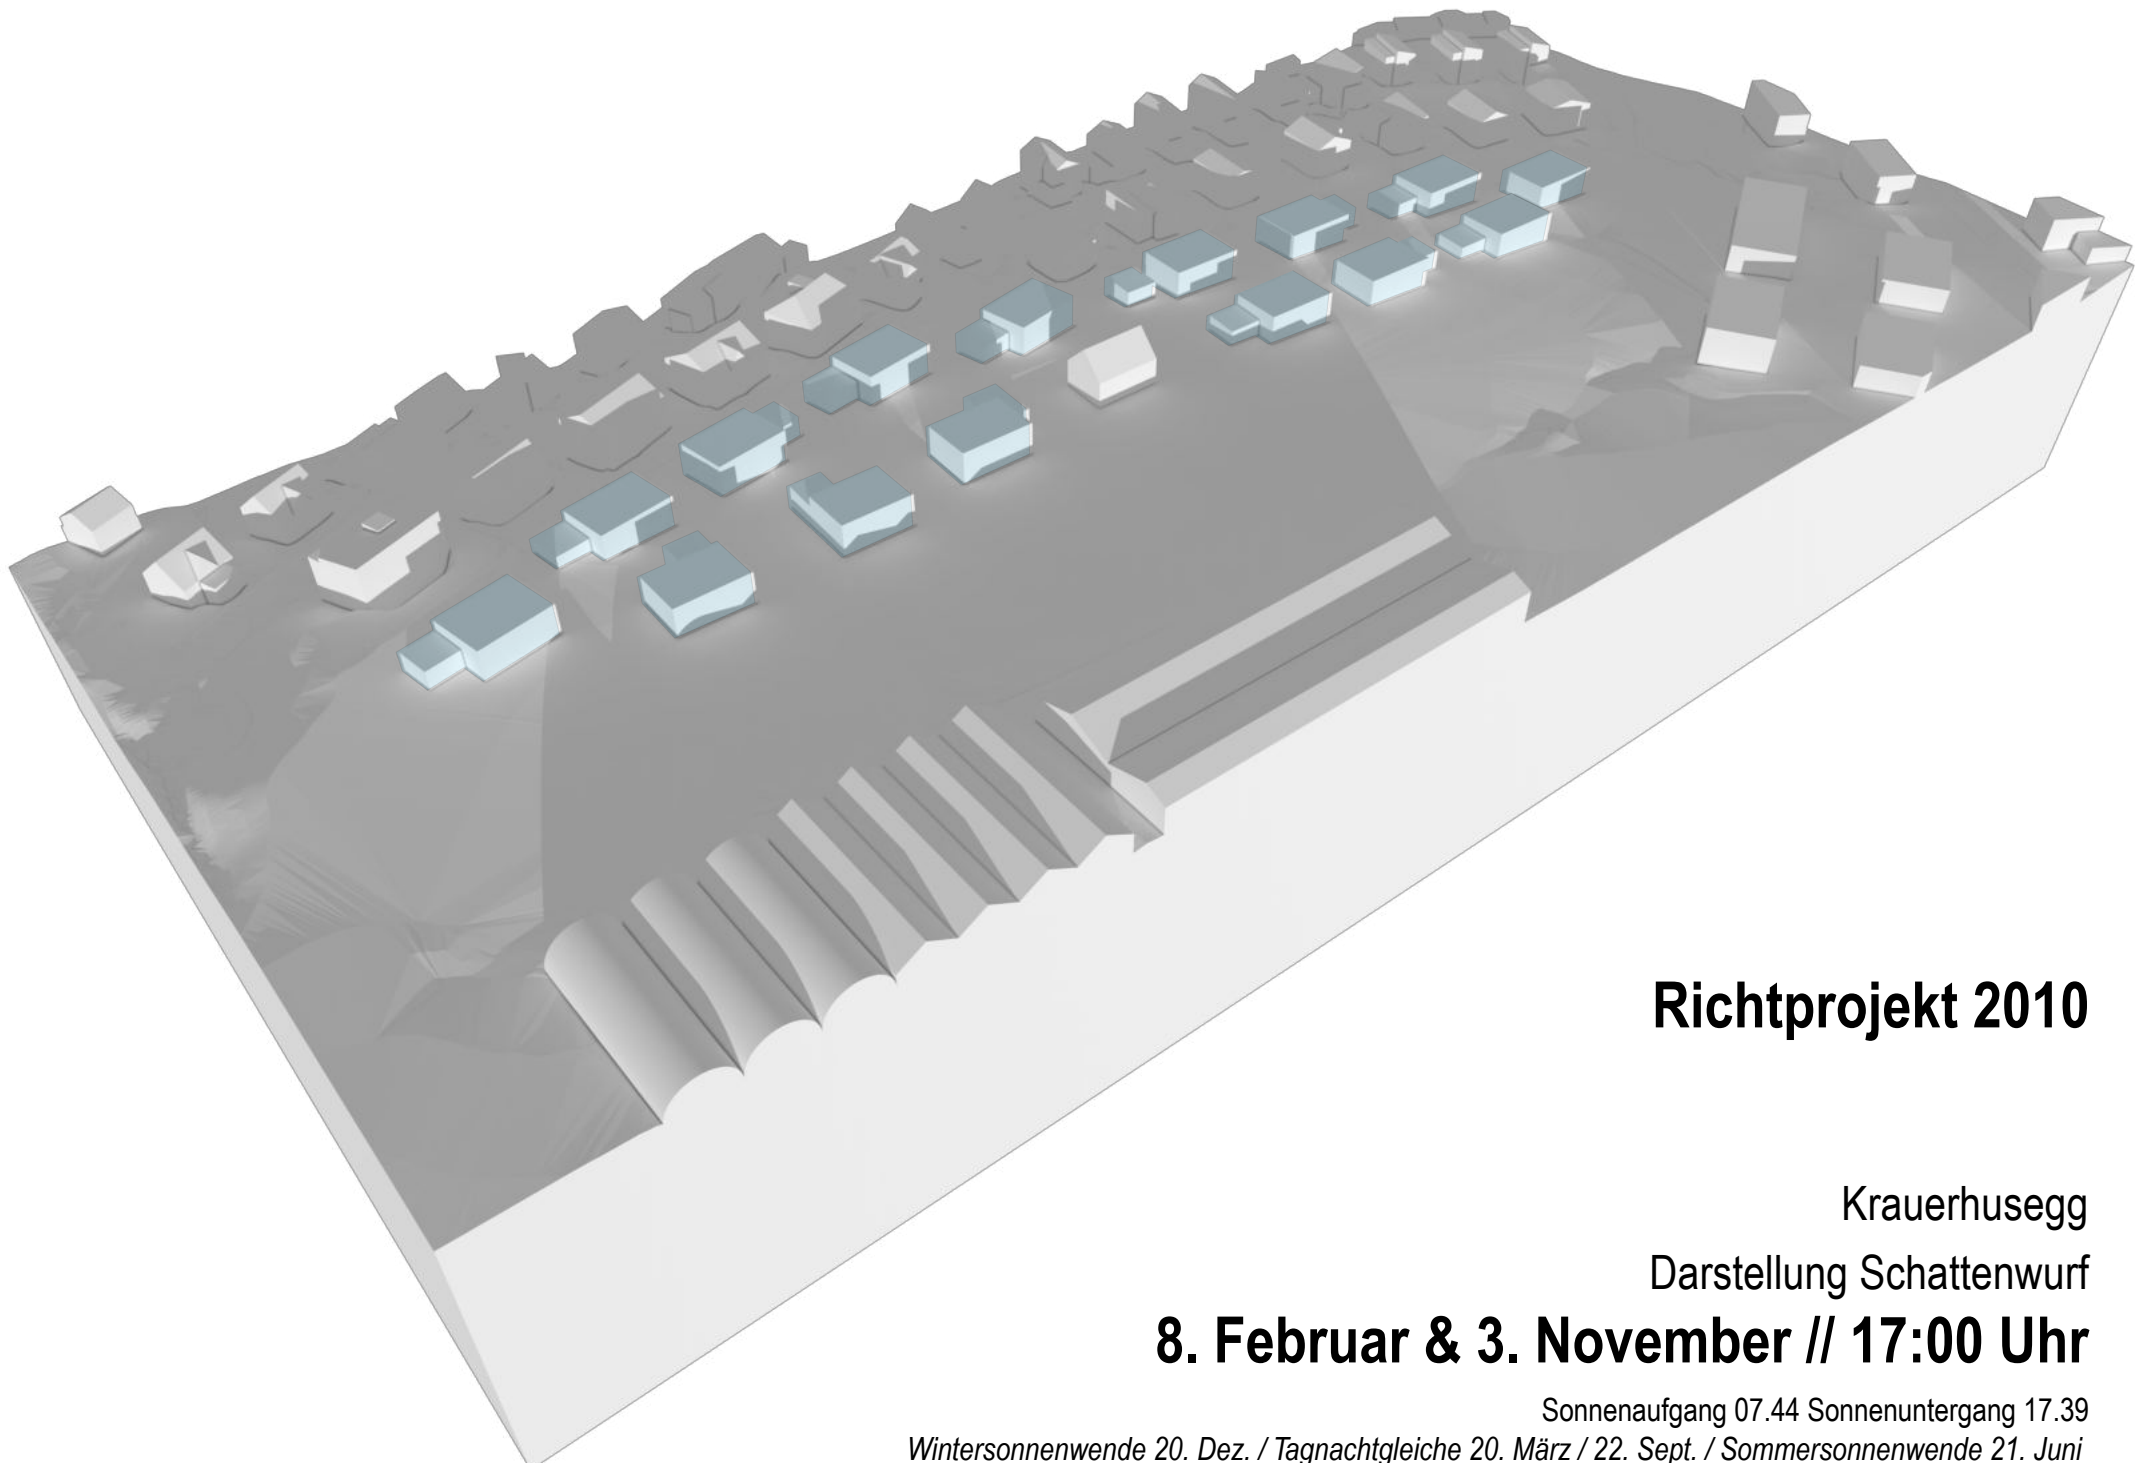 Richtprojekt 2010
Krauerhusegg
Darstellung Schattenwurf
8. Februar & 3. November // 17:00 Uhr
Sonnenaufgang 07.44 Sonnenuntergang 17.39
Wintersonnenwende 20. Dez. / Tagnachtgleiche 20. März / 22. Sept. / Sommersonnenwende 21. Juni